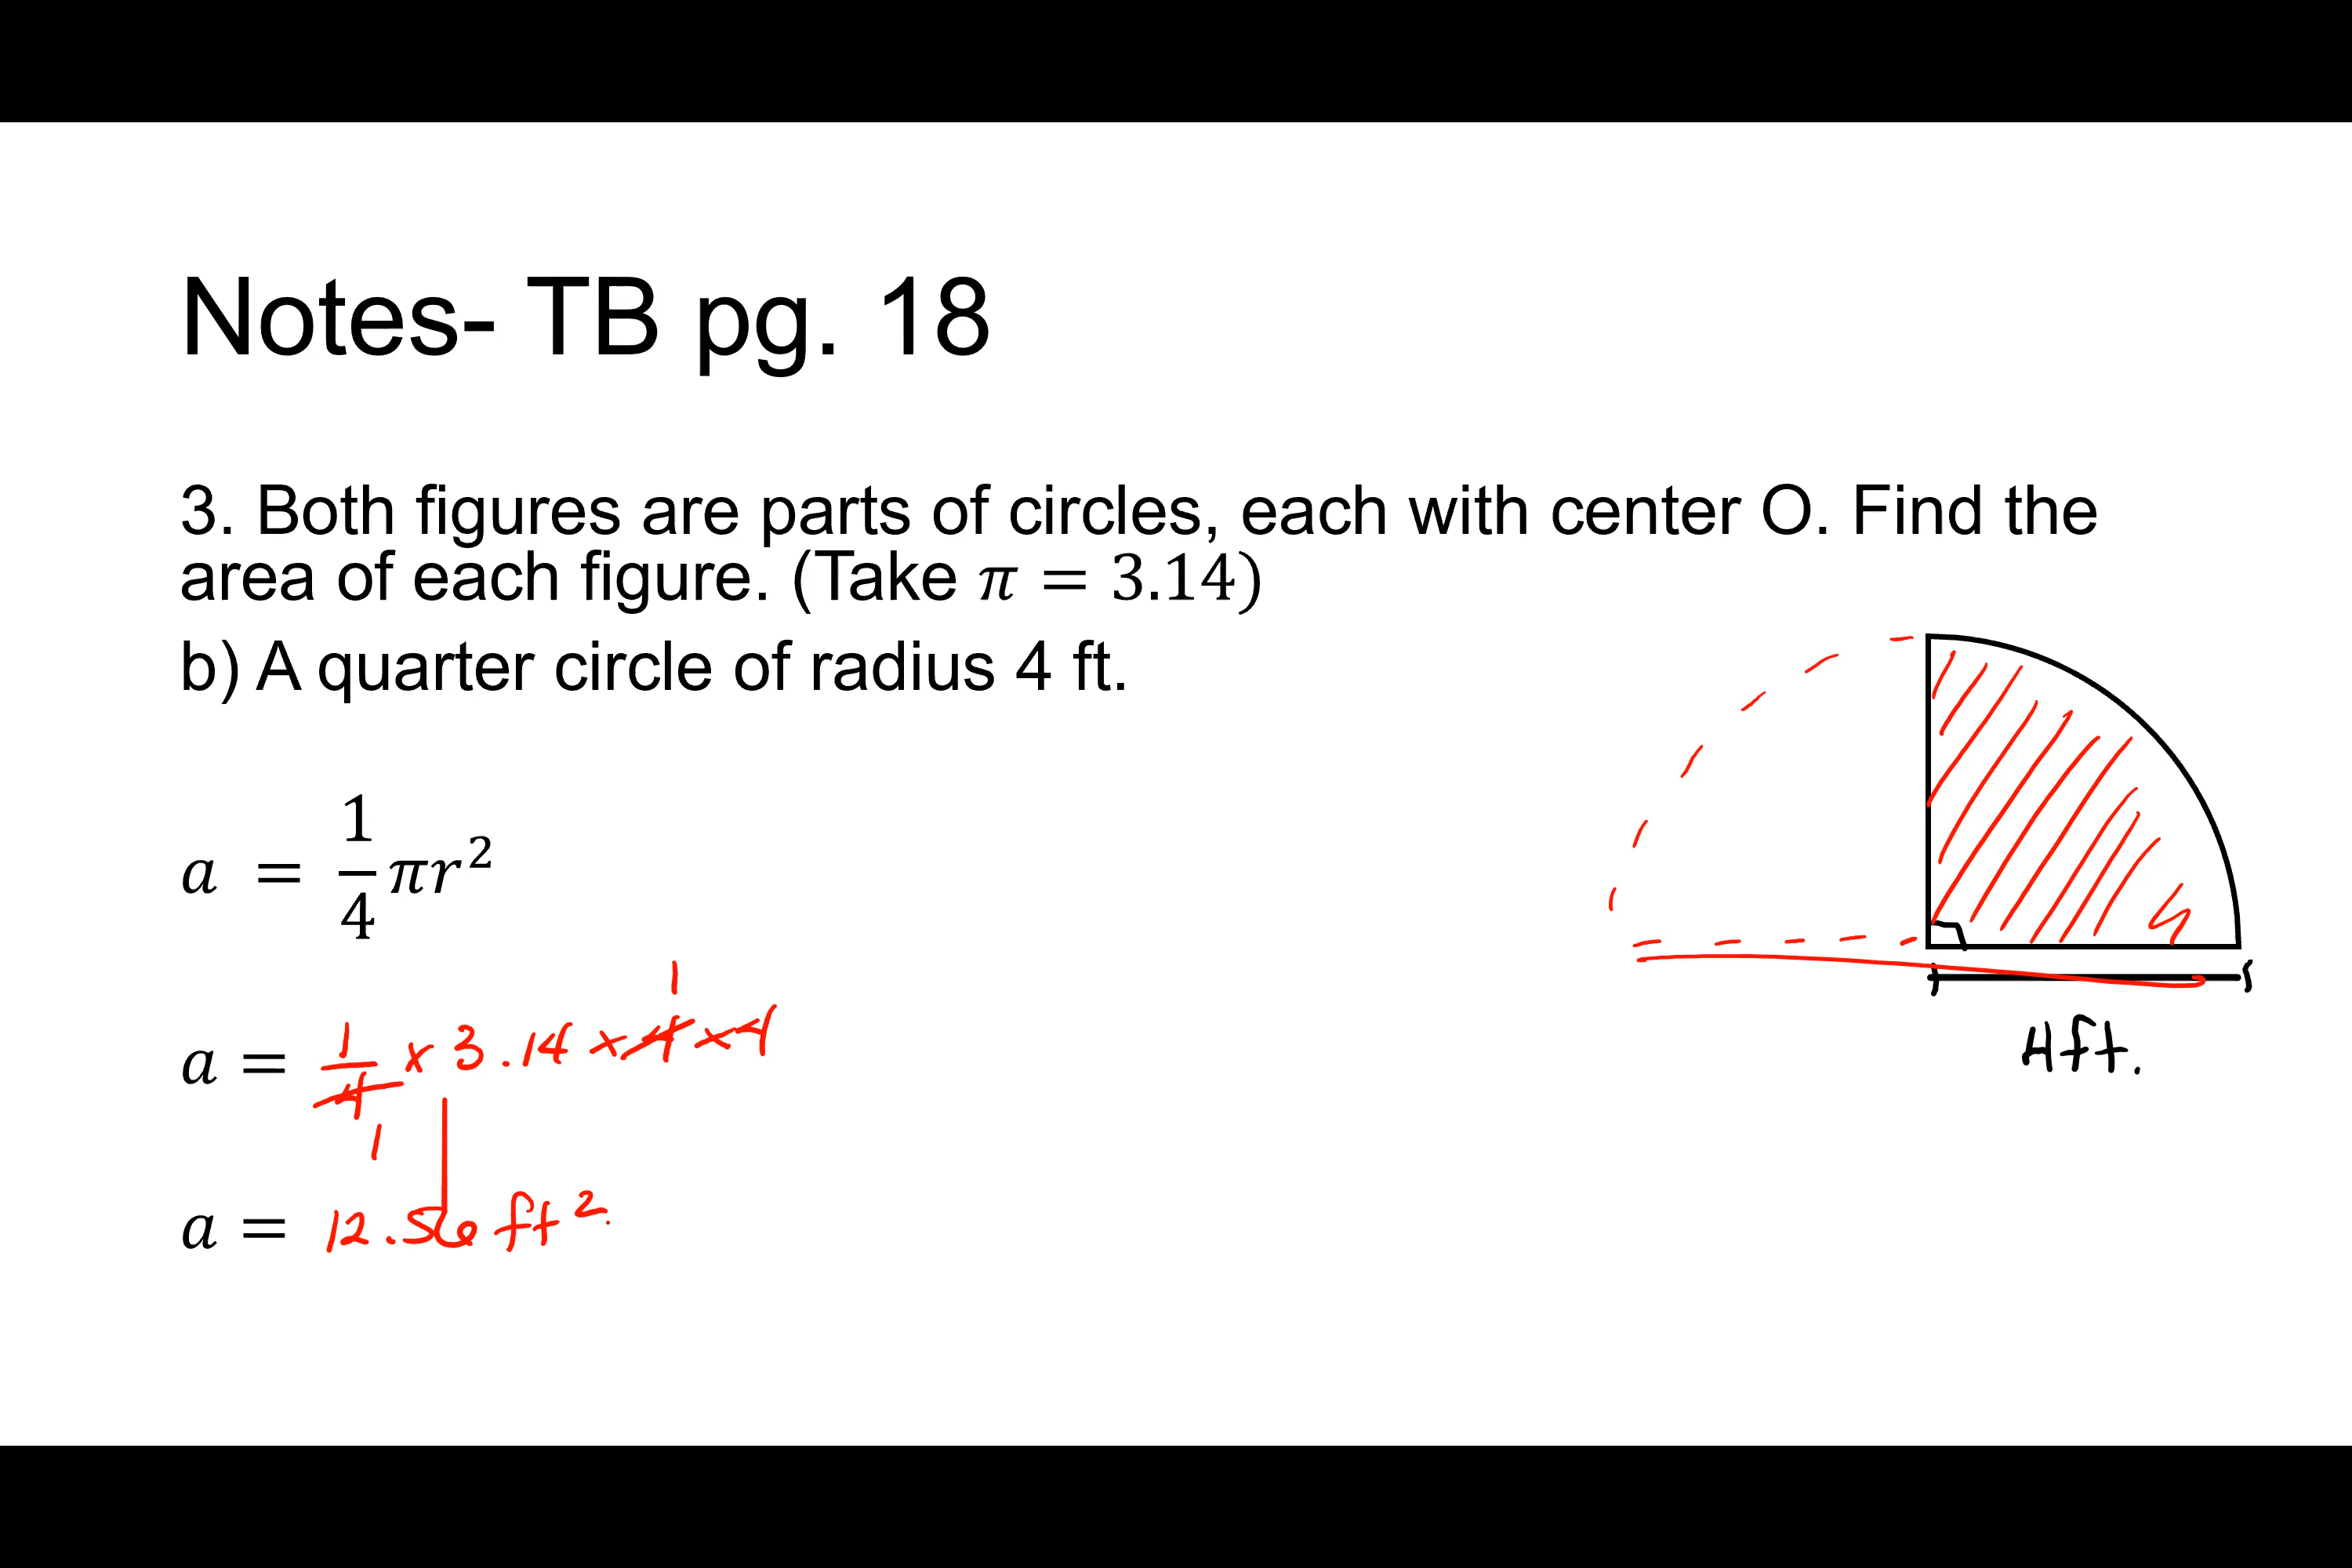 Notes- TB pg. 18
3. Both figures are parts of circles, each with center O. Find the
area of each figure. (Take π = 3.14)
b) A quarter circle of radius 4 ft.
a = 1/4 πr²
1
a = 1/4 × 3.14 × 4 × 4
1
a = 12.56 ft².
4ft.